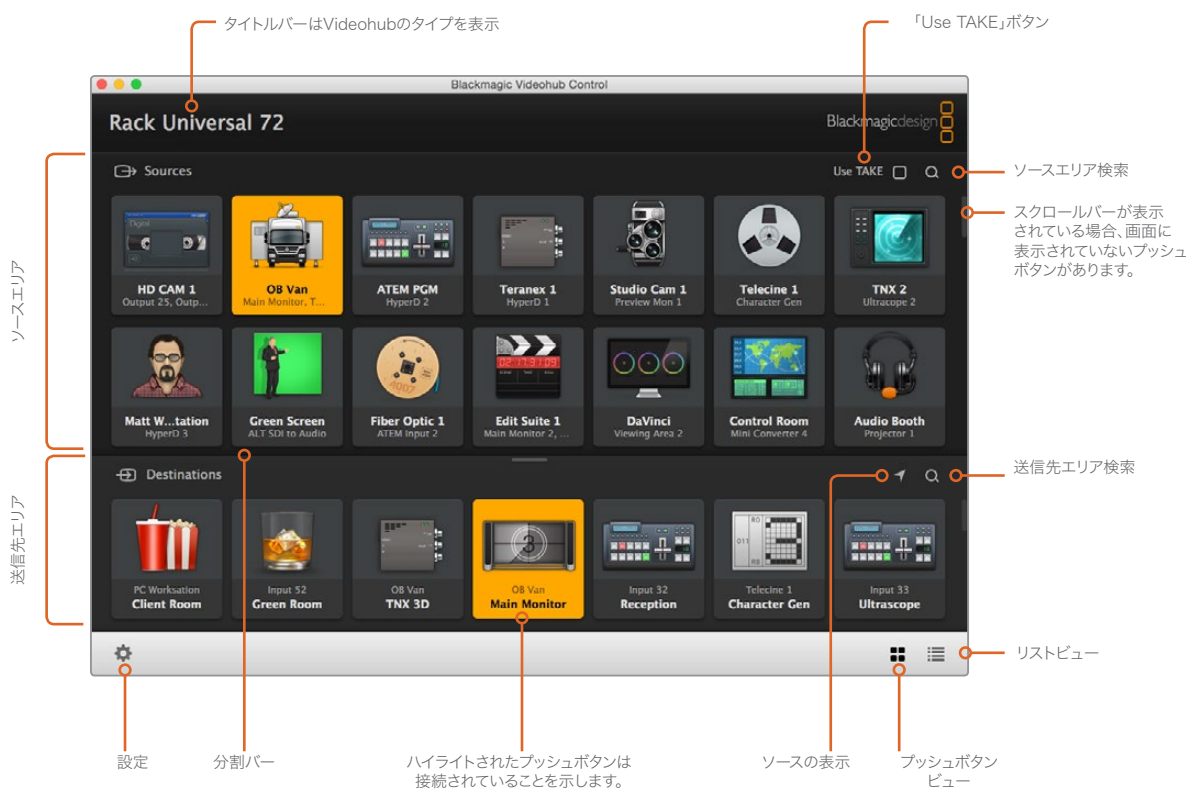 タイトルバーはVideohubのタイプを表示
「Use TAKE」ボタン
Blackmagic Videohub Control
Rack Universal 72
Blackmagicdesign
Sources
Use TAKE
ソースエリア検索
スクロールバーが表示
されている場合、画面に
表示されていないプッシュ
ボタンがあります。
ソースエリア
Digital
HD CAM 1
Output 25, Outp...
OB Van
Main Monitor, T...
ATEM PGM
HyperD 2
Teranex 1
HyperD 1
Studio Cam 1
Preview Mon 1
Telecine 1
Character Gen
TNX 2
Ultracope 2
4007
02:17:31:09
Matt W...tation
HyperD 3
Green Screen
ALT SDI to Audio
Fiber Optic 1
ATEM Input 2
Edit Suite 1
Main Monitor 2, ...
DaVinci
Viewing Area 2
Control Room
Mini Converter 4
Audio Booth
Projector 1
送信先エリア
Destinations
送信先エリア検索
3
RO
011
R8
PC Worksation
Client Room
Input 52
Green Room
OB Van
TNX 3D
OB Van
Main Monitor
Input 32
Reception
Telecine 1
Character Gen
Input 33
Ultrascope
リストビュー
設定
分割バー
ハイライトされたプッシュボタンは
接続されていることを示します。
ソースの表示
プッシュボタン
ビュー